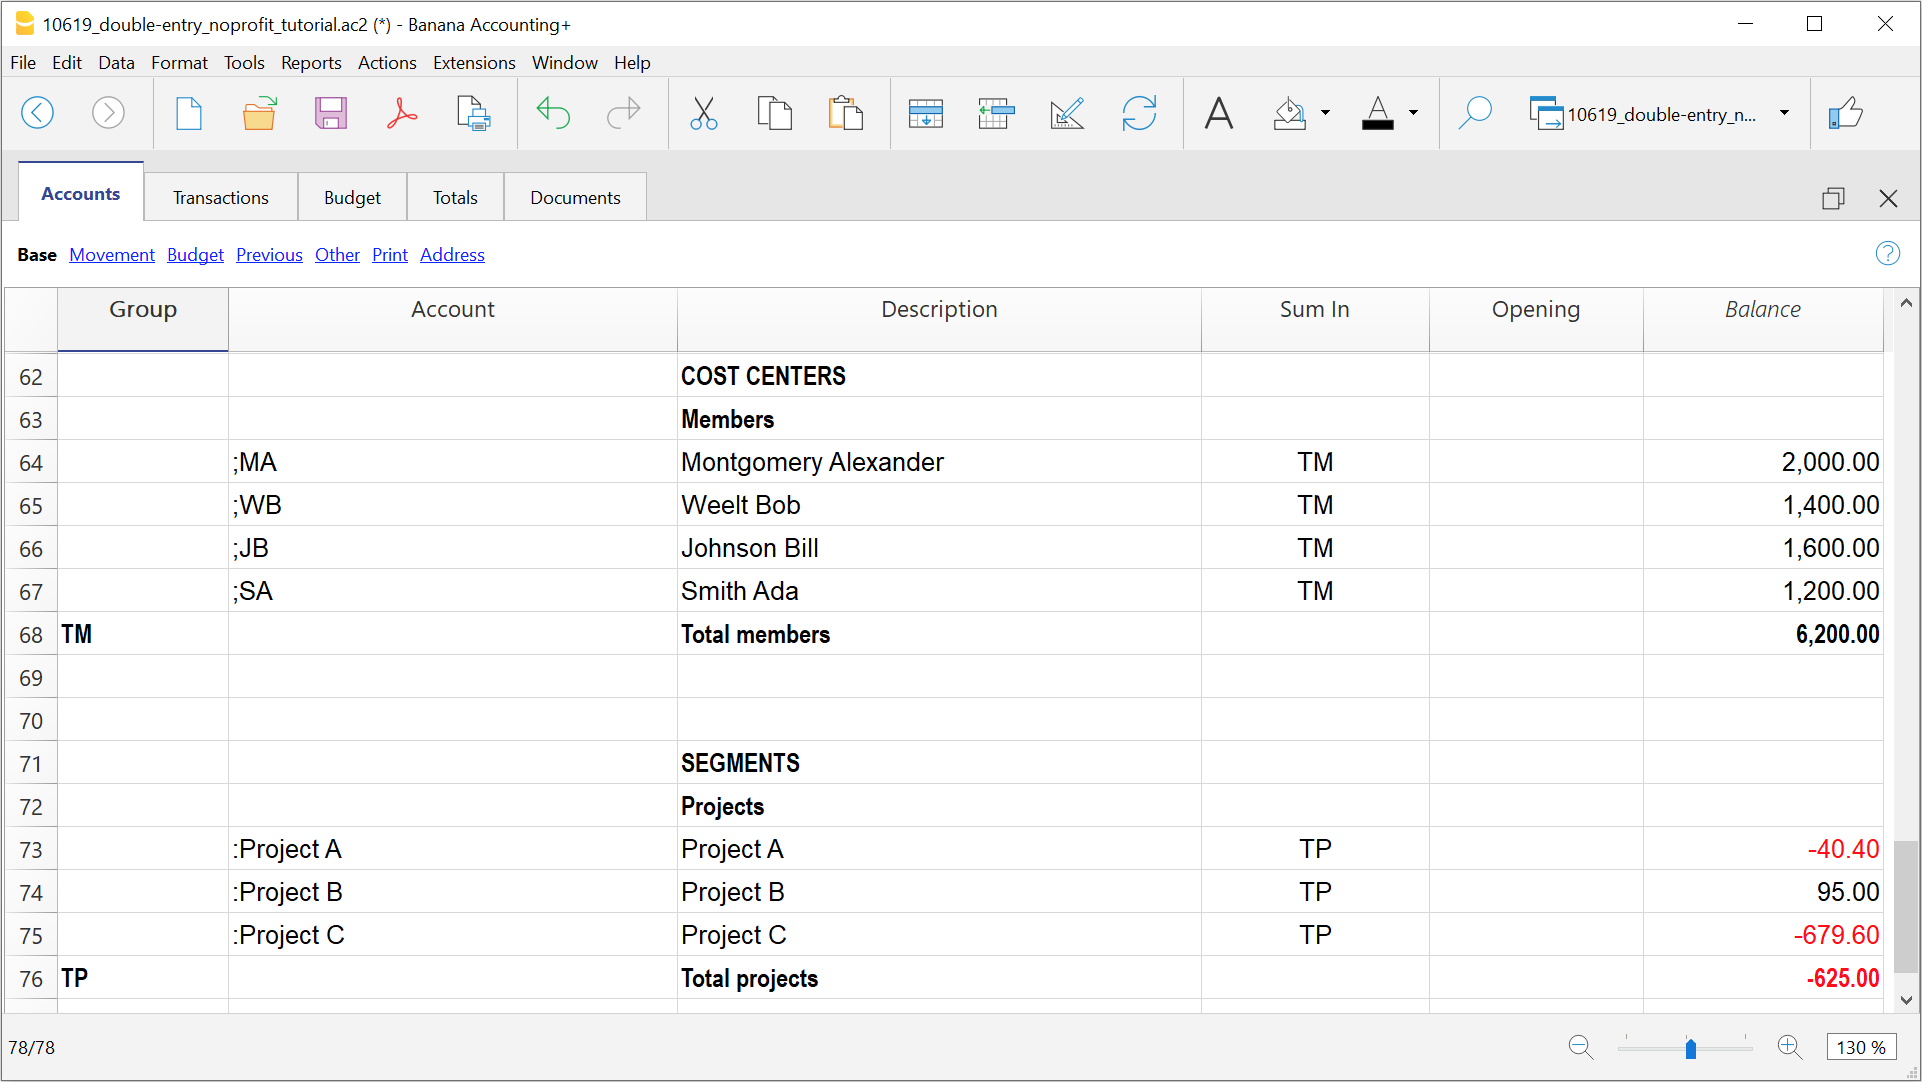 10619_double-entry_noprofit_tutorial.ac2 (*) - Banana Accounting+
File Edit Data Format Tools Reports Actions Extensions Window Help
10619_double-entry_n...
Accounts Transactions Budget Totals Documents
Base Movement Budget Previous Other Print Address
Group Account Description Sum In Opening Balance
62 COST CENTERS
63 Members
64 ;MA Montgomery Alexander TM 2,000.00
65 ;WB Weelt Bob TM 1,400.00
66 ;JB Johnson Bill TM 1,600.00
67 ;SA Smith Ada TM 1,200.00
68 TM Total members 6,200.00
69
70
71 SEGMENTS
72 Projects
73 :Project A Project A TP -40.40
74 :Project B Project B TP 95.00
75 :Project C Project C TP -679.60
76 TP Total projects -625.00
78/78 130 %